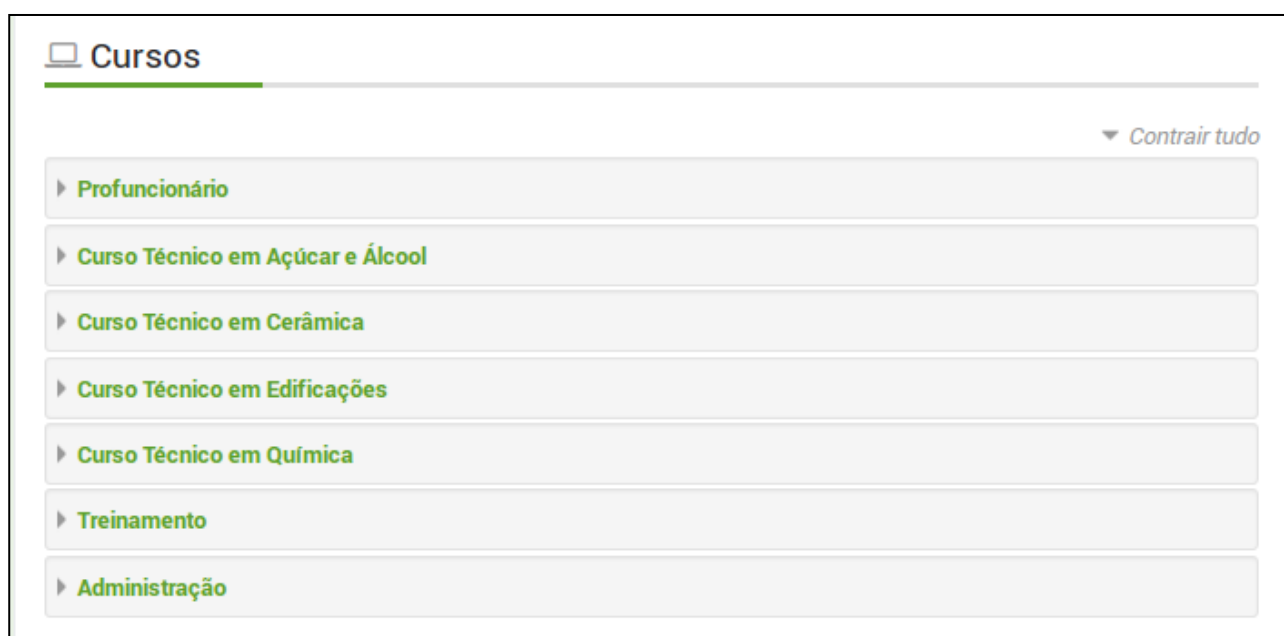 Cursos
Contrair tudo
Profuncionário
Curso Técnico em Açúcar e Álcool
Curso Técnico em Cerâmica
Curso Técnico em Edificações
Curso Técnico em Química
Treinamento
Administração